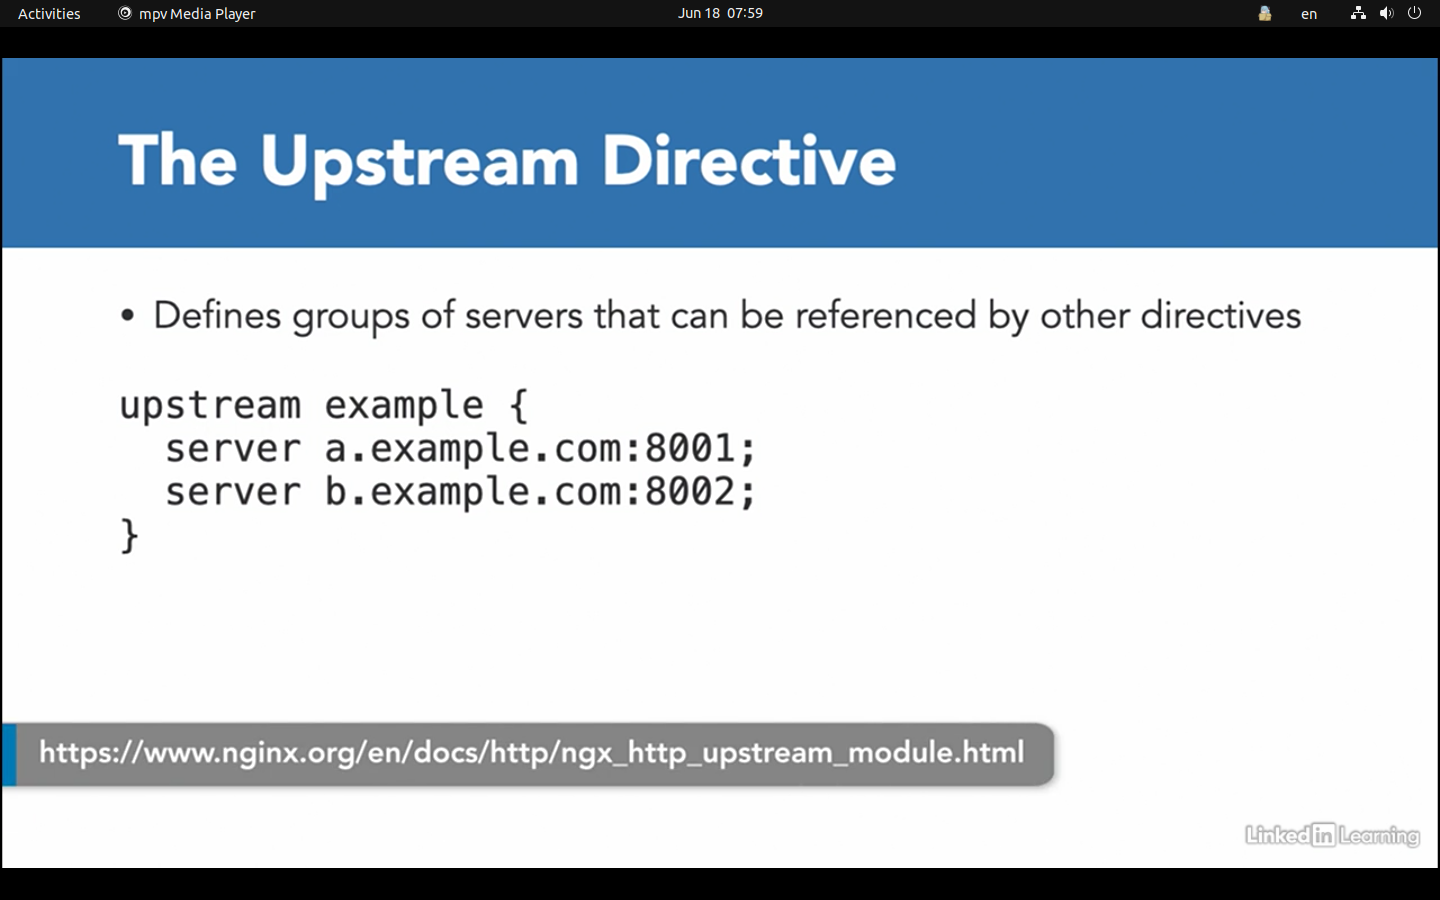 Activities mpv Media Player Jun 18 07:59 en
The Upstream Directive
• Defines groups of servers that can be referenced by other directives
upstream example {
  server a.example.com:8001;
  server b.example.com:8002;
}
https://www.nginx.org/en/docs/http/ngx_http_upstream_module.html
Linked in Learning